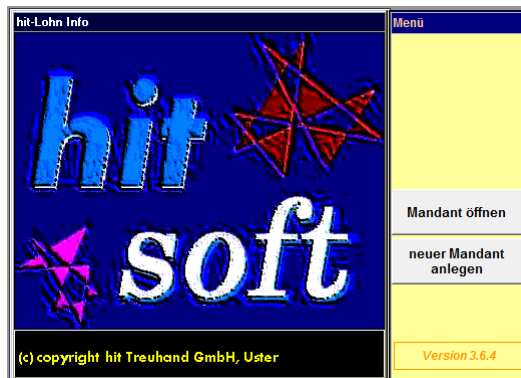 hit-Lohn Info
hit
soft
(c) copyright hit Treuhand GmbH, Uster
Menü
Mandant öffnen
neuer Mandant
anlegen
Version 3.6.4